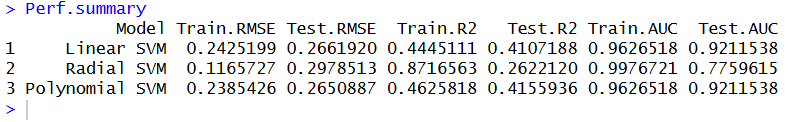 > Perf.summary
Model Train.RMSE Test.RMSE Train.R2 Test.R2 Train.AUC Test.AUC
1 Linear SVM 0.2425199 0.2661920 0.4445111 0.4107188 0.9626518 0.9211538
2 Radial SVM 0.1165727 0.2978513 0.8716563 0.2622120 0.9976721 0.7759615
3 Polynomial SVM 0.2385426 0.2650887 0.4625818 0.4155936 0.9626518 0.9211538
>